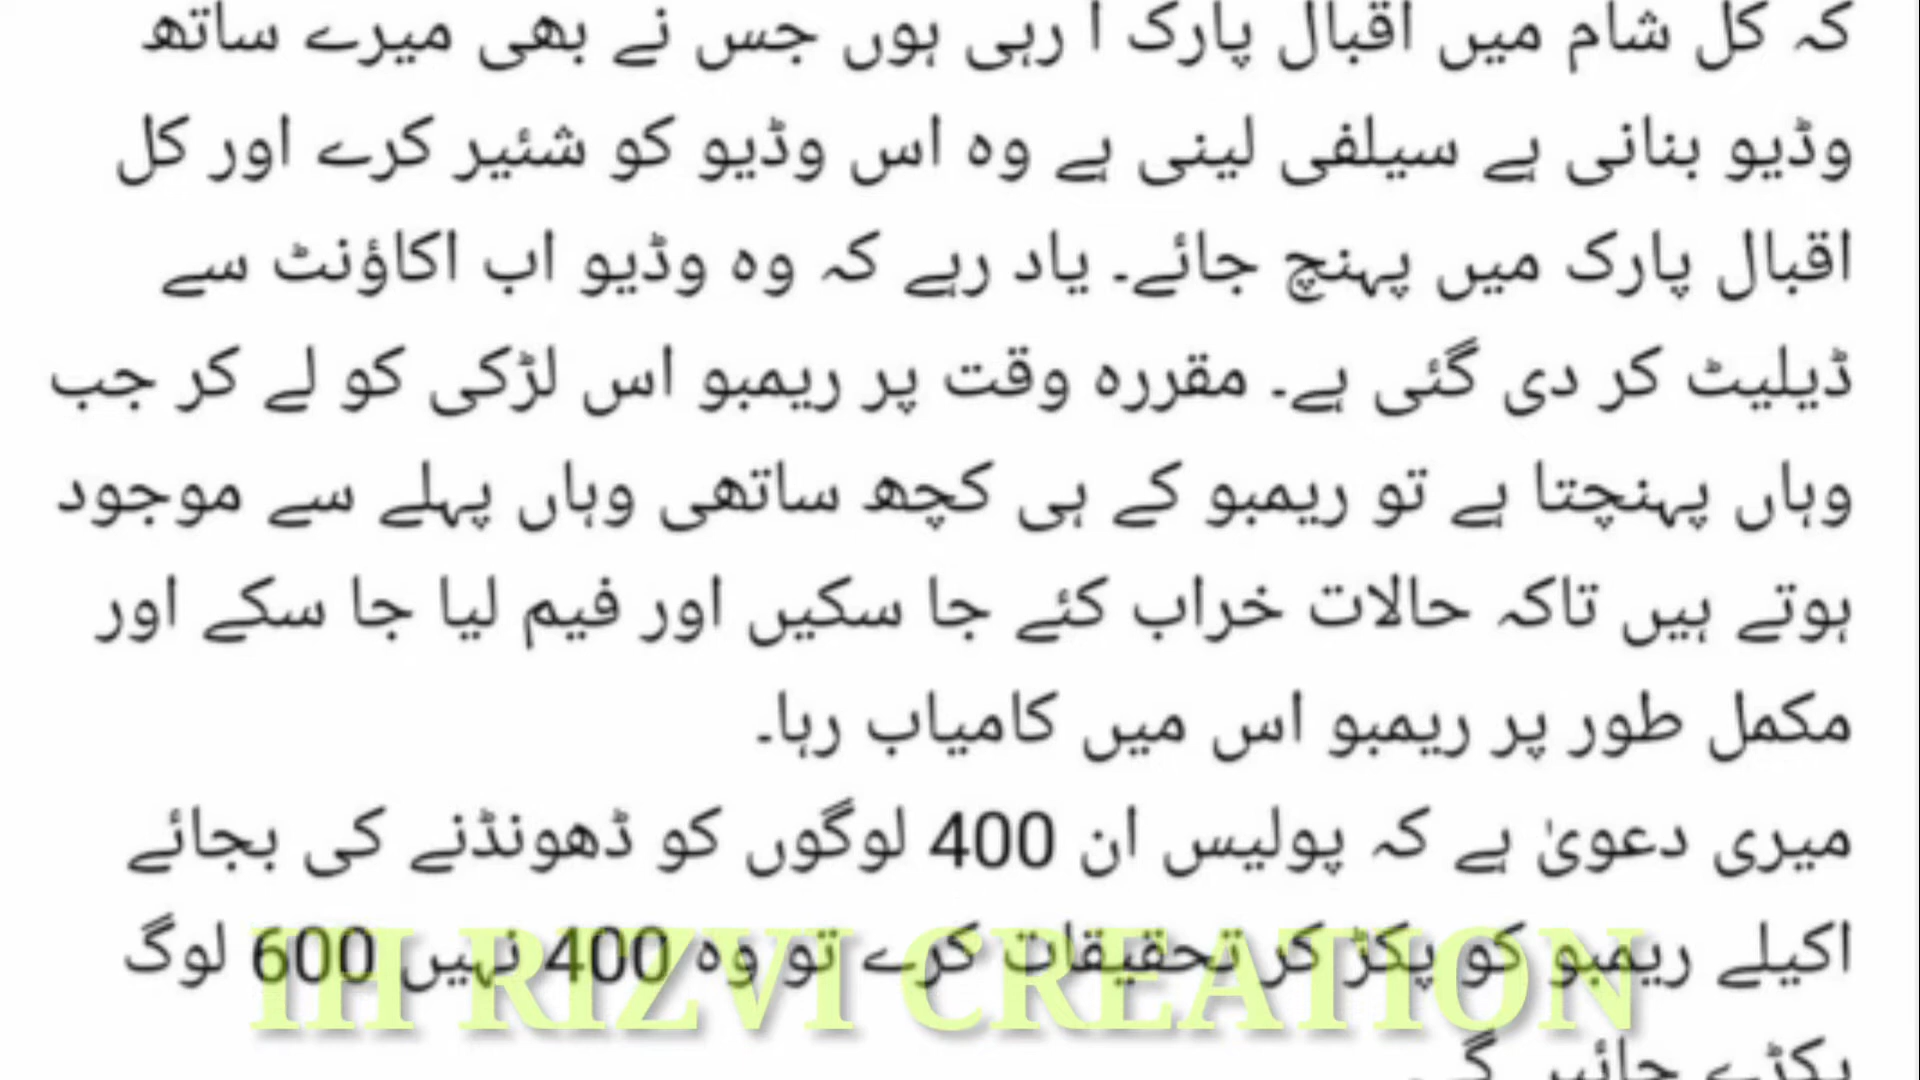 کہ کل شام میں اقبال پارک آ رہی ہوں جس نے بھی میرے ساتھ
وڈیو بنانی ہے سیلفی لینی ہے وہ اس وڈیو کو شئیر کرے اور کل
اقبال پارک میں پہنچ جائے۔ یاد رہے کہ وہ وڈیو اب اکاؤنٹ سے
ڈیلیٹ کر دی گئی ہے۔ مقررہ وقت پر ریمبو اس لڑکی کو لے کر جب
وہاں پہنچتا ہے تو ریمبو کے ہی کچھ ساتھی وہاں پہلے سے موجود
ہوتے ہیں تاکہ حالات خراب کئے جا سکیں اور فیم لیا جا سکے اور
مکمل طور پر ریمبو اس میں کامیاب رہا۔
میری دعویٰ ہے کہ پولیس ان 400 لوگوں کو ڈھونڈنے کی بجائے
اکیلے ریمبو کو پکڑ کر تحقیقات کرے تو وہ 400 نہیں 600 لوگ
IH RIZVI CREATION
پکڑے جائیں گے